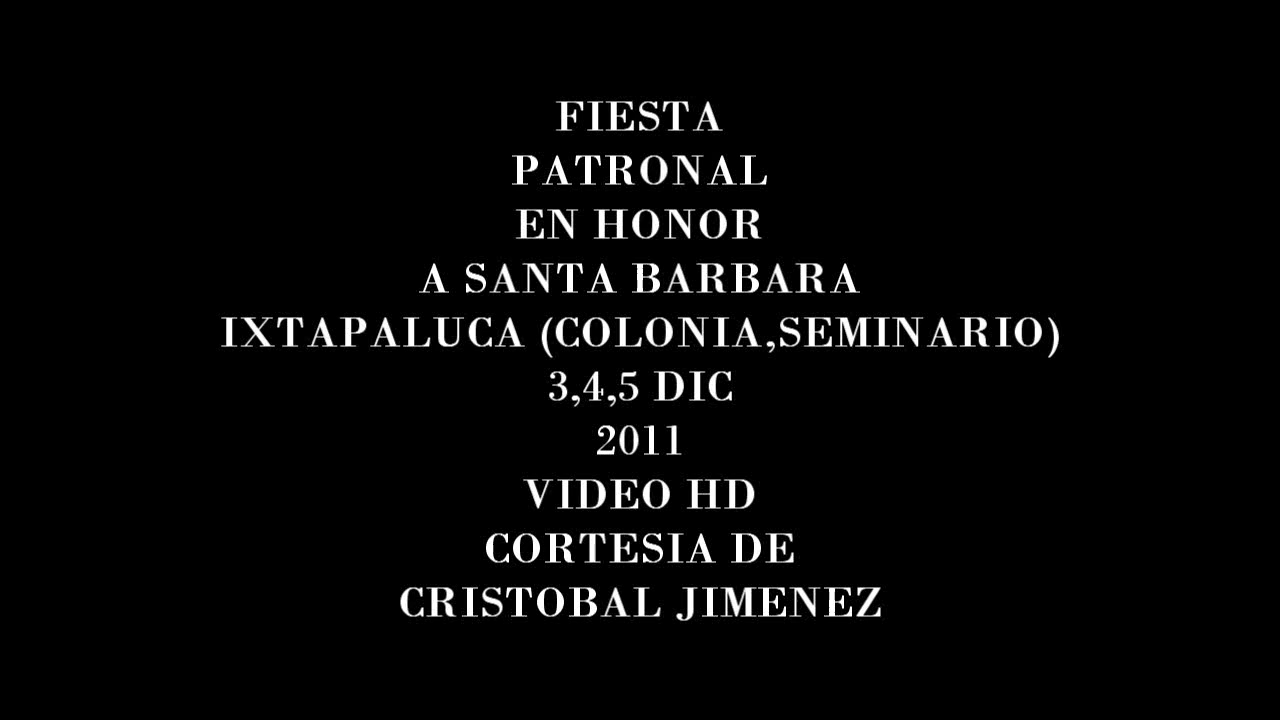 FIESTA
PATRONAL
EN HONOR
A SANTA BARBARA
IXTAPALUCA (COLONIA,SEMINARIO)
3,4,5 DIC
2011
VIDEO HD
CORTESIA DE
CRISTOBAL JIMENEZ